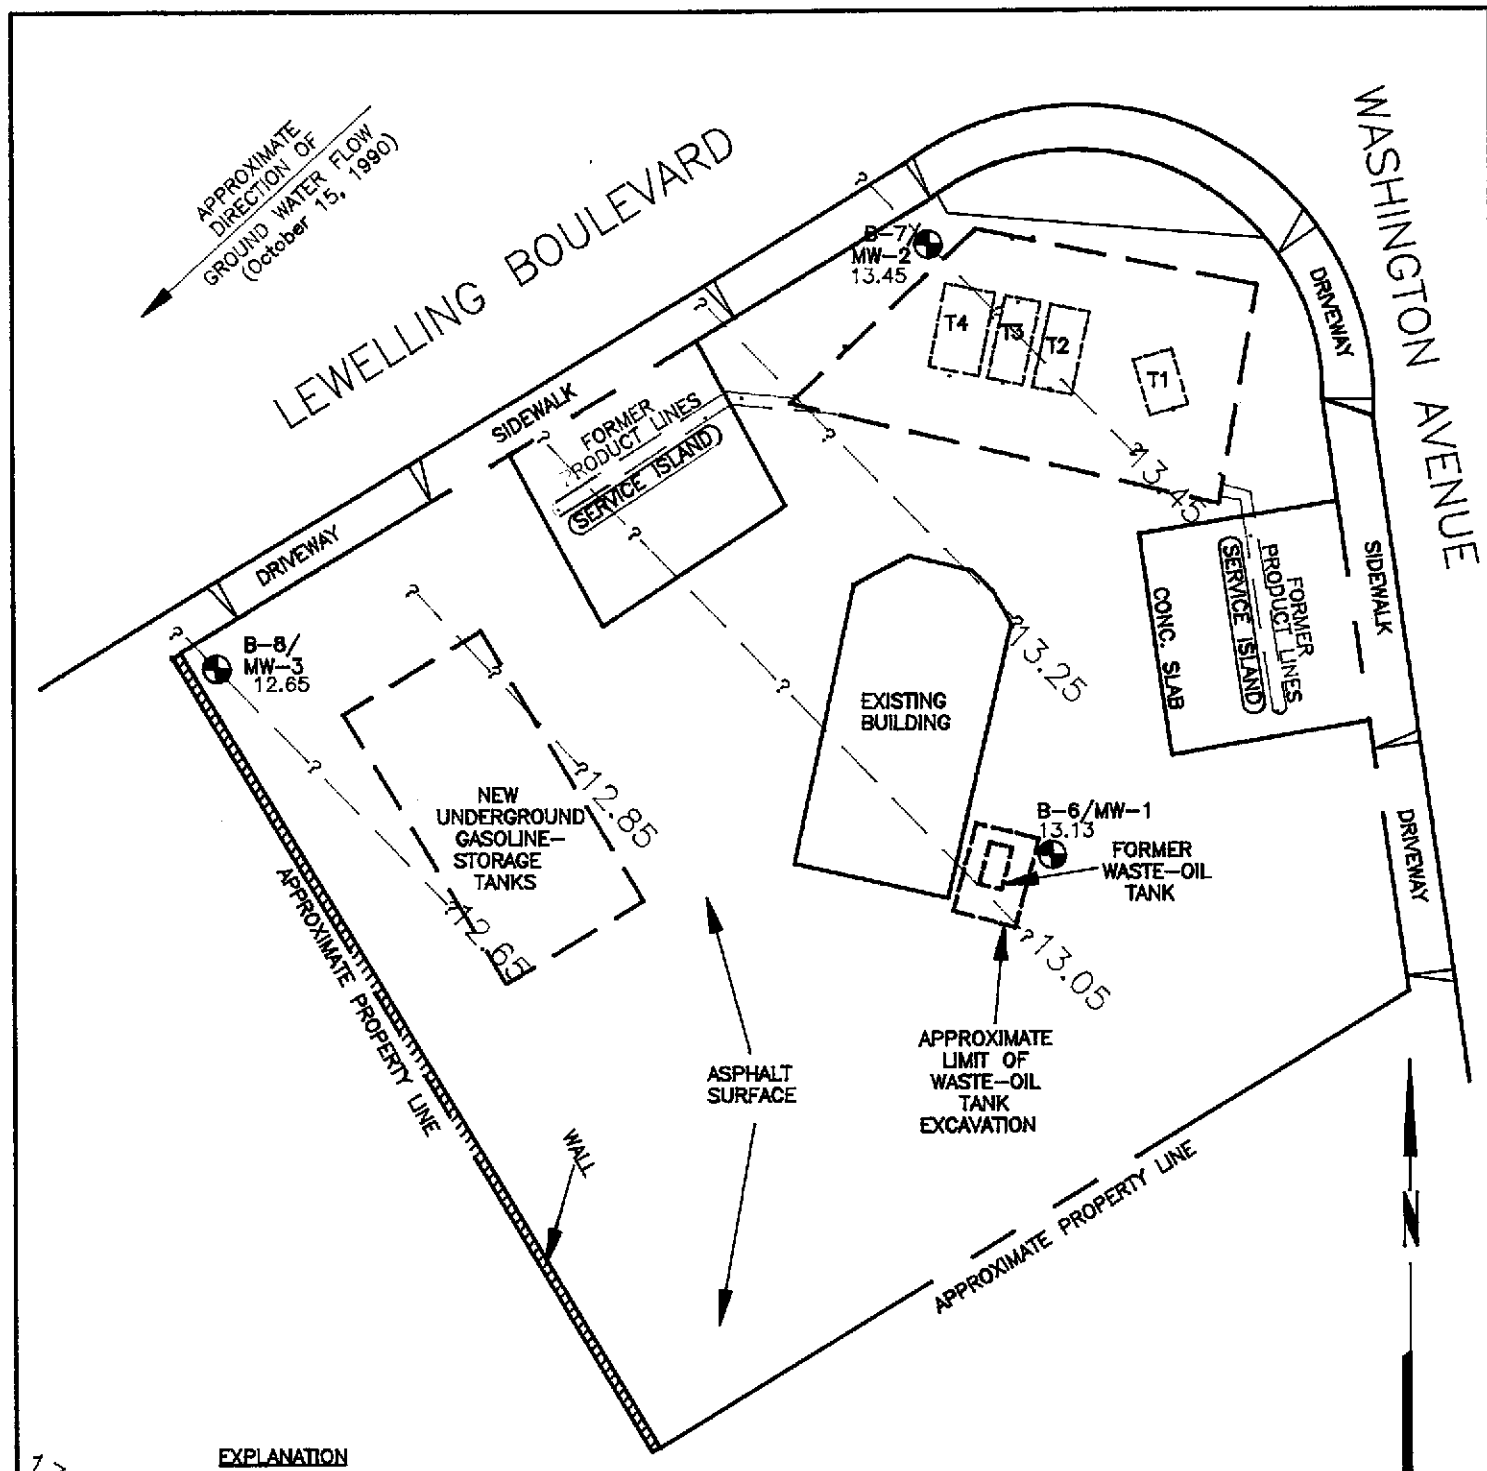 APPROXIMATE
DIRECTION OF
GROUND WATER FLOW
(October 15, 1990)
LEWELLING BOULEVARD
WASHINGTON AVENUE
B-7/
MW-2
13.45
T4
T3
T2
T1
DRIVEWAY
SIDEWALK
FORMER
PRODUCT LINES
(SERVICE ISLAND)
13.45
DRIVEWAY
B-8/
MW-3
12.65
FORMER
PRODUCT LINES
(SERVICE ISLAND)
CONC. SLAB
SIDEWALK
13.25
EXISTING
BUILDING
NEW
UNDERGROUND
GASOLINE-
STORAGE
TANKS
12.85
12.65
B-6/MW-1
13.13
FORMER
WASTE-OIL
TANK
DRIVEWAY
13.05
APPROXIMATE PROPERTY LINE
ASPHALT
SURFACE
APPROXIMATE
LIMIT OF
WASTE-OIL
TANK
EXCAVATION
WALL
APPROXIMATE PROPERTY LINE
N
EXPLANATION